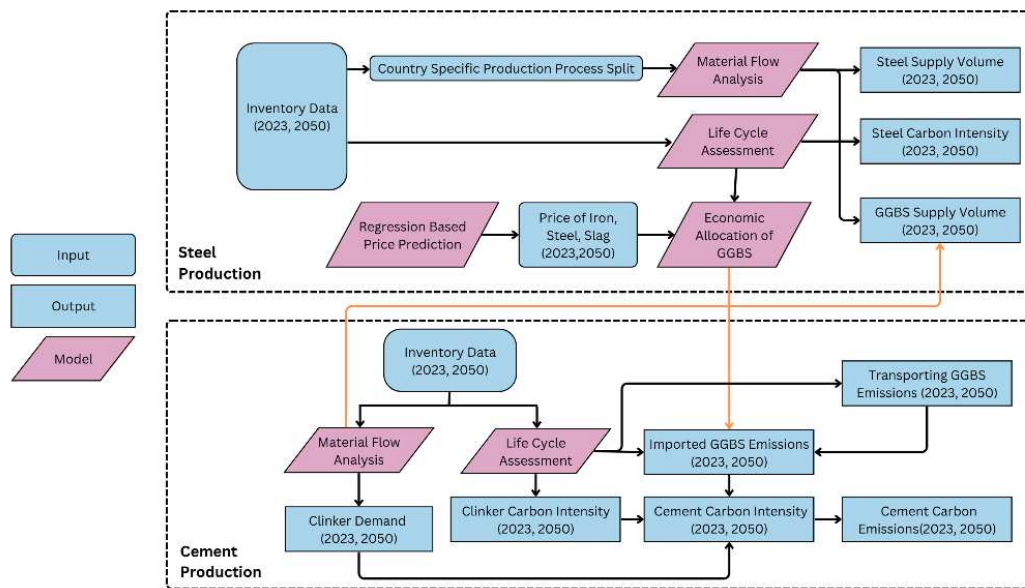 Input
Output
Model
Inventory Data
(2023, 2050)
Country Specific Production Process Split
Material Flow
Analysis
Steel Supply Volume
(2023, 2050)
Life Cycle
Assessment
Steel Carbon Intensity
(2023, 2050)
Regression Based
Price Prediction
Price of Iron,
Steel, Slag
(2023,2050)
Economic
Allocation of
GGBS
GGBS Supply Volume
(2023, 2050)
Steel
Production
Inventory Data
(2023, 2050)
Transporting GGBS
Emissions (2023, 2050)
Material Flow
Analysis
Life Cycle
Assessment
Imported GGBS Emissions
(2023, 2050)
Clinker Demand
(2023, 2050)
Clinker Carbon Intensity
(2023, 2050)
Cement Carbon Intensity
(2023, 2050)
Cement Carbon
Emissions(2023, 2050)
Cement
Production